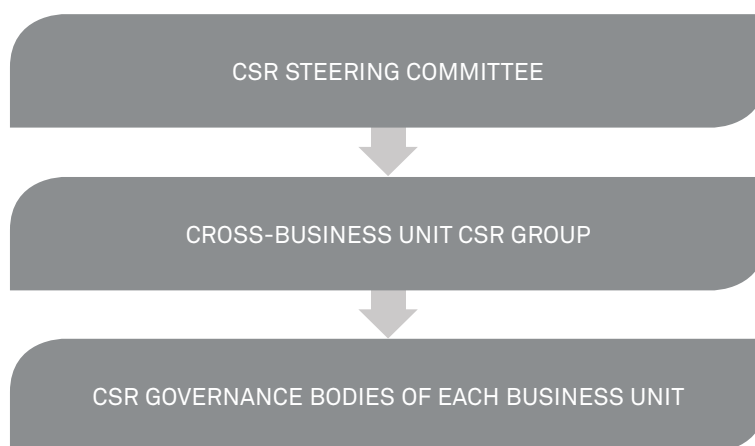 CSR STEERING COMMITTEE
CROSS-BUSINESS UNIT CSR GROUP
CSR GOVERNANCE BODIES OF EACH BUSINESS UNIT